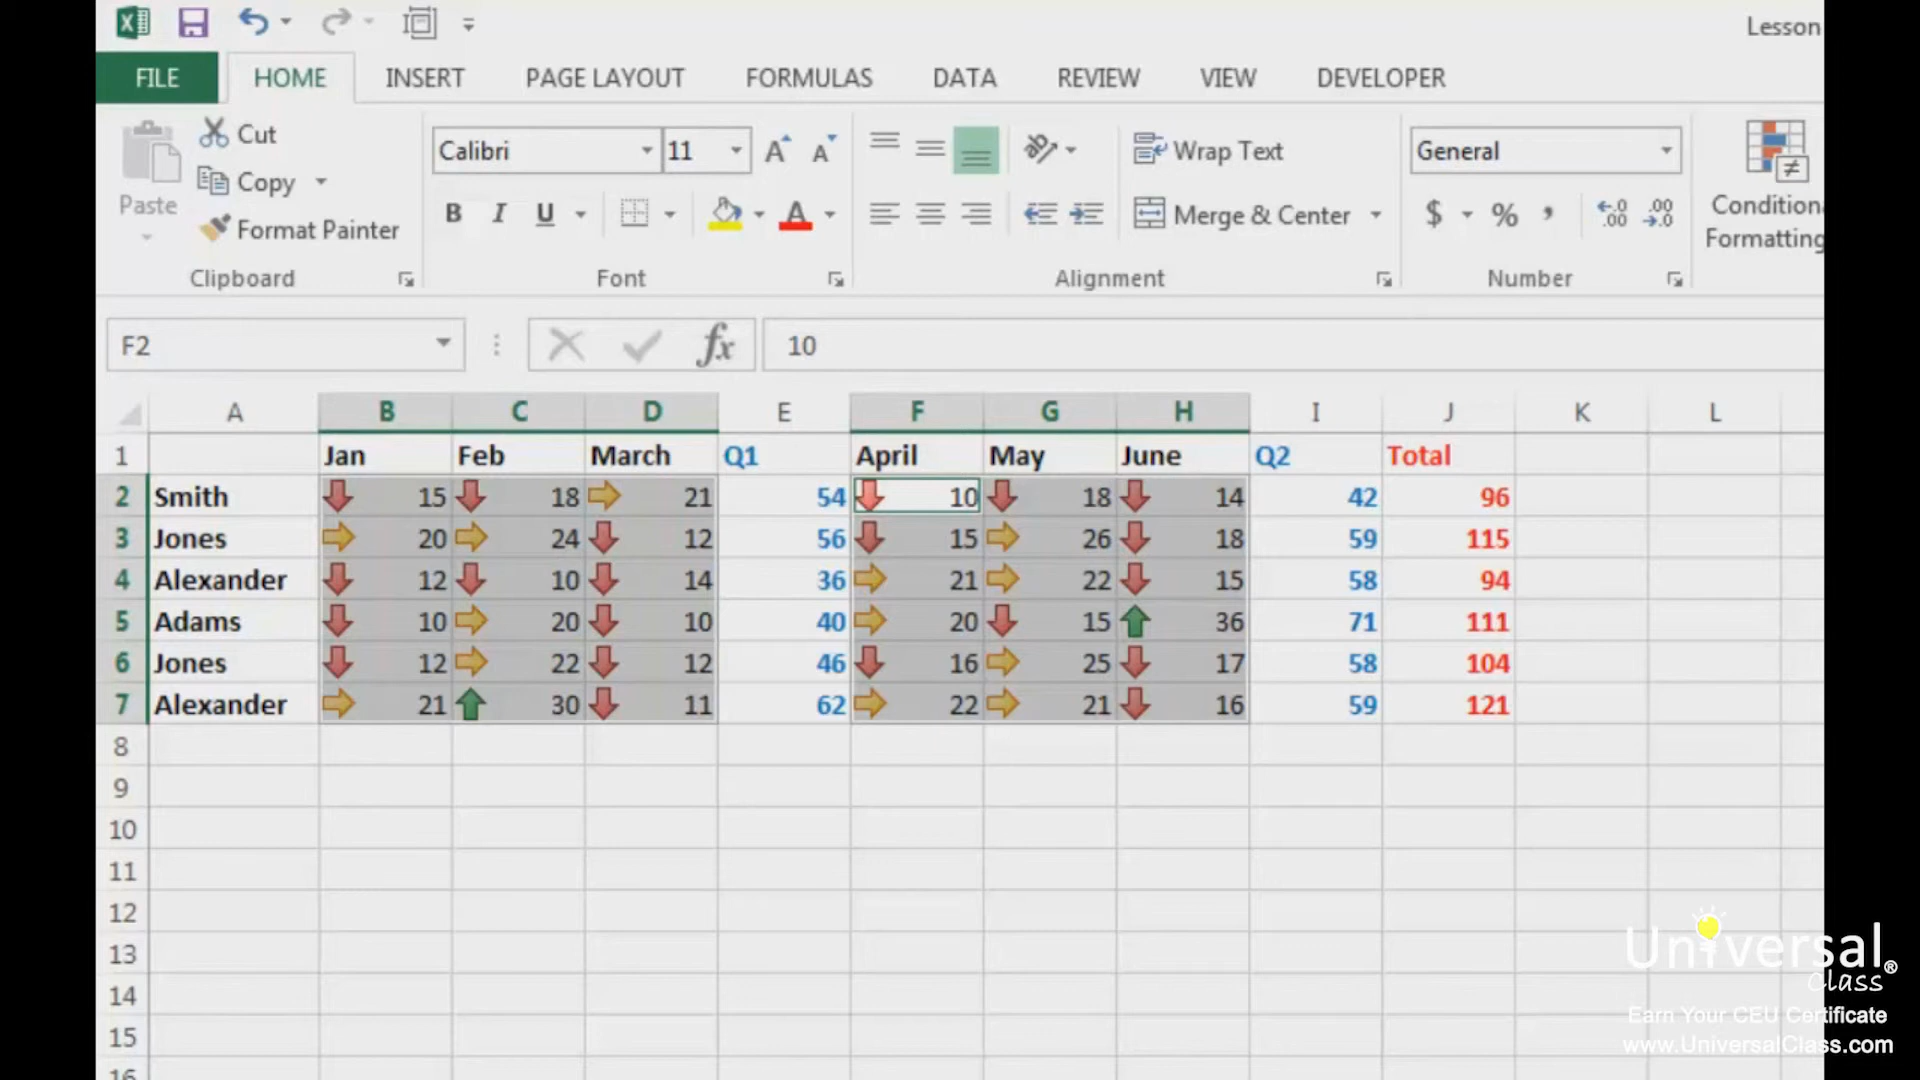 Lesson
FILE HOME INSERT PAGE LAYOUT FORMULAS DATA REVIEW VIEW DEVELOPER
Paste
Cut
Copy
Format Painter
Clipboard
Calibri 11 A A
B I U A
Font
Wrap Text
Merge & Center
Alignment
General
$ % , .00 .00
Number
Condition
Formatting
F2 fx 10
A B C D E F G H I J K L
1 Jan Feb March Q1 April May June Q2 Total
2 Smith 15 18 21 54 10 18 14 42 96
3 Jones 20 24 12 56 15 26 18 59 115
4 Alexander 12 10 14 36 21 22 15 58 94
5 Adams 10 20 10 40 20 15 36 71 111
6 Jones 12 22 12 46 16 25 17 58 104
7 Alexander 21 30 11 62 22 21 16 59 121
8
9
10
11
12
13
14
15
16
Universal®
Class
Earn Your CEU Certificate
www.UniversalClass.com